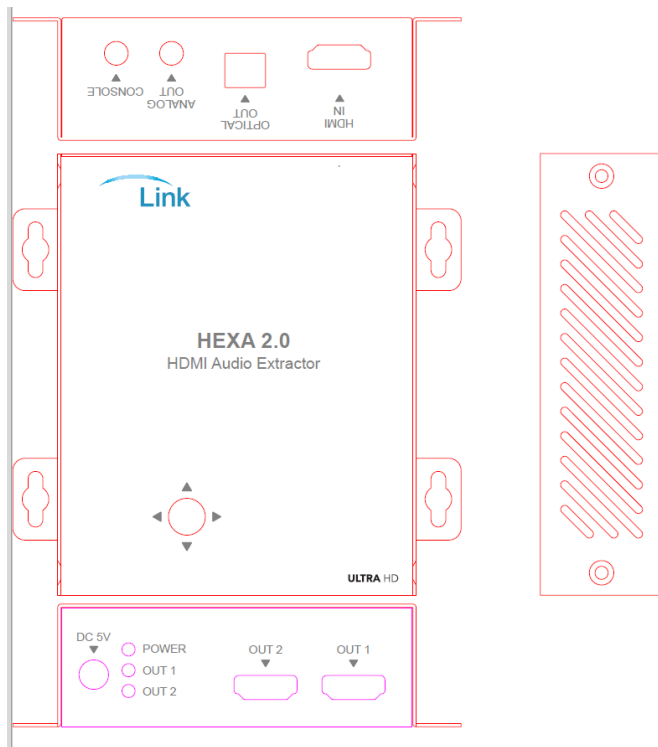 CONSOLE
ANALOG
OUT
OPTICAL
OUT
HDMI
IN
Link
HEXA 2.0
HDMI Audio Extractor
ULTRA HD
DC 5V
POWER
OUT 1
OUT 2
OUT 2
OUT 1